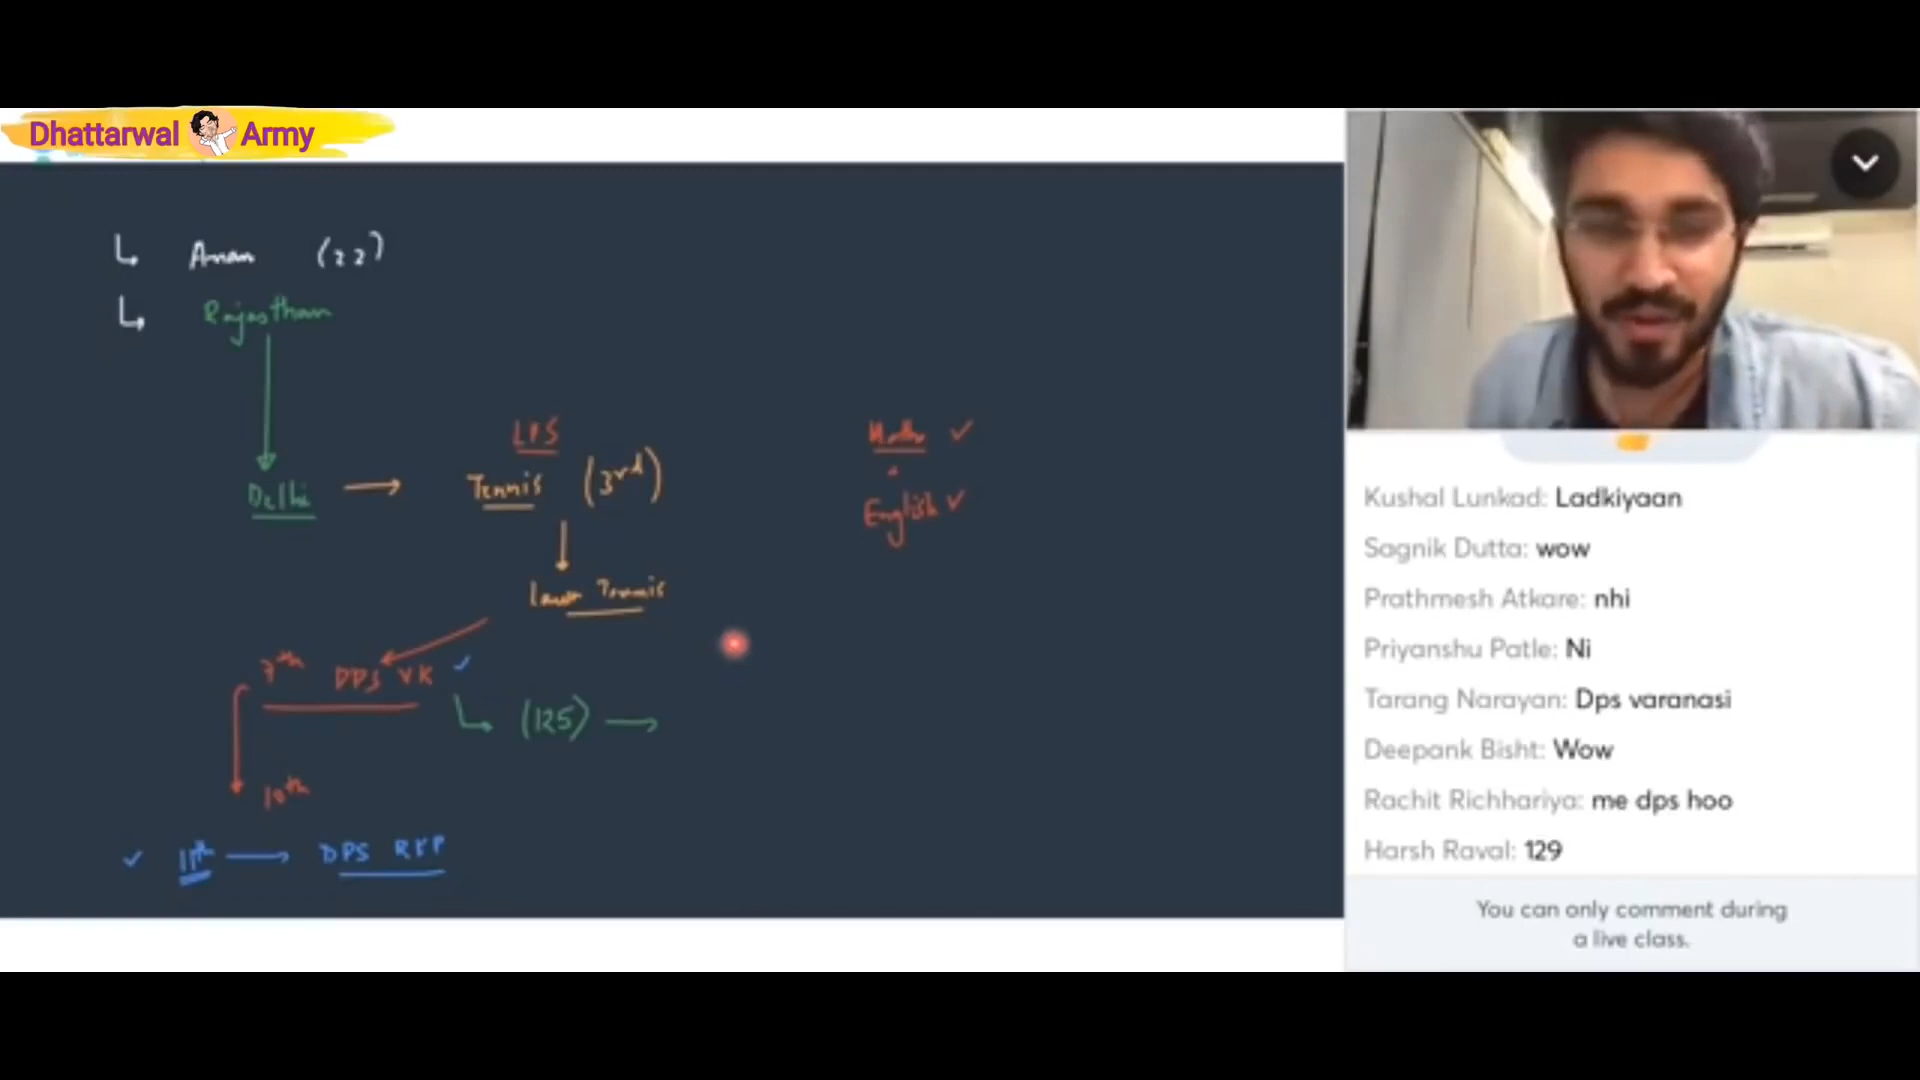 Dhattarwal Army
Aman (22)
Rajasthan
LPS
Maths ✓
Delhi → Tennis (3rd)
English ✓
Lawn Tennis
7th DPS VK ✓
(125) →
10th
✓ 11th → DPS RKP
Kushal Lunkad: Ladkiyaan
Sagnik Dutta: wow
Prathmesh Atkare: nhi
Priyanshu Patle: Ni
Tarang Narayan: Dps varanasi
Deepank Bisht: Wow
Rachit Richhariya: me dps hoo
Harsh Raval: 129
You can only comment during
a live class.